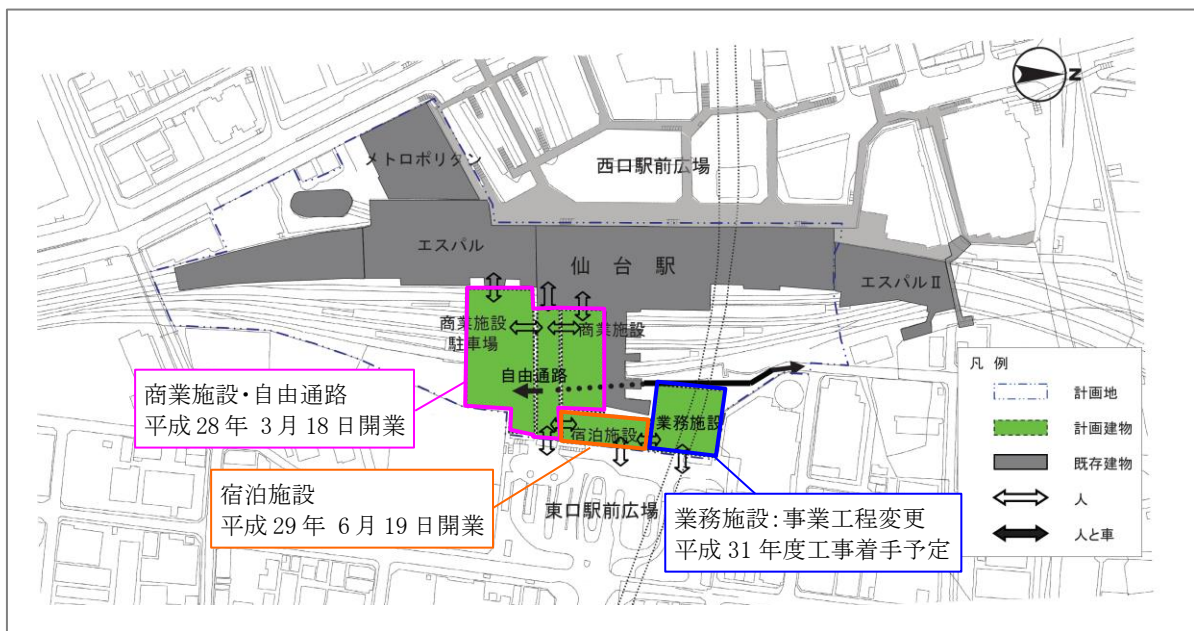 N
メトロポリタン
西口駅前広場
エスパル
仙台駅
エスパルⅡ
商業施設
駐車場
商業施設
自由通路
商業施設・自由通路
平成28年 3月18日開業
宿泊施設
業務施設
宿泊施設
平成29年 6月19日開業
東口駅前広場
業務施設:事業工程変更
平成31年度工事着手予定
凡 例
計画地
計画建物
既存建物
人
人と車